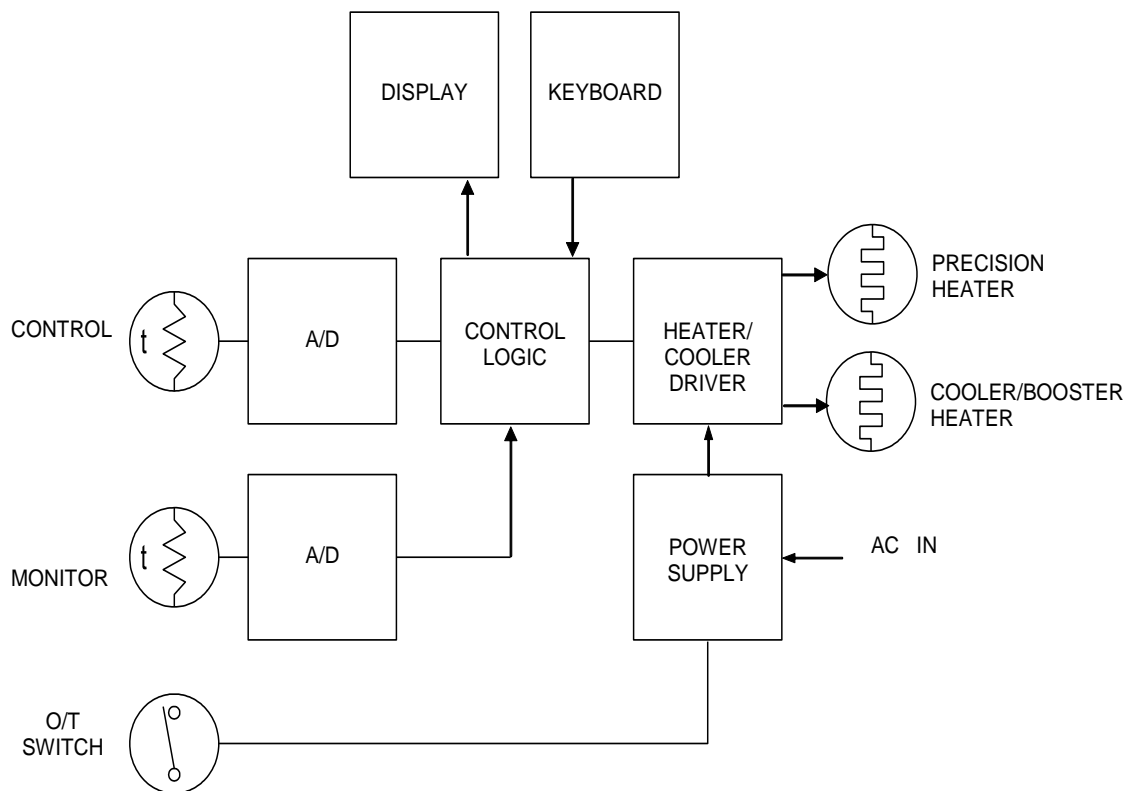 DISPLAY
KEYBOARD
CONTROL
t
A/D
CONTROL
LOGIC
HEATER/
COOLER
DRIVER
PRECISION
HEATER
COOLER/BOOSTER
HEATER
MONITOR
t
A/D
POWER
SUPPLY
AC IN
O/T
SWITCH